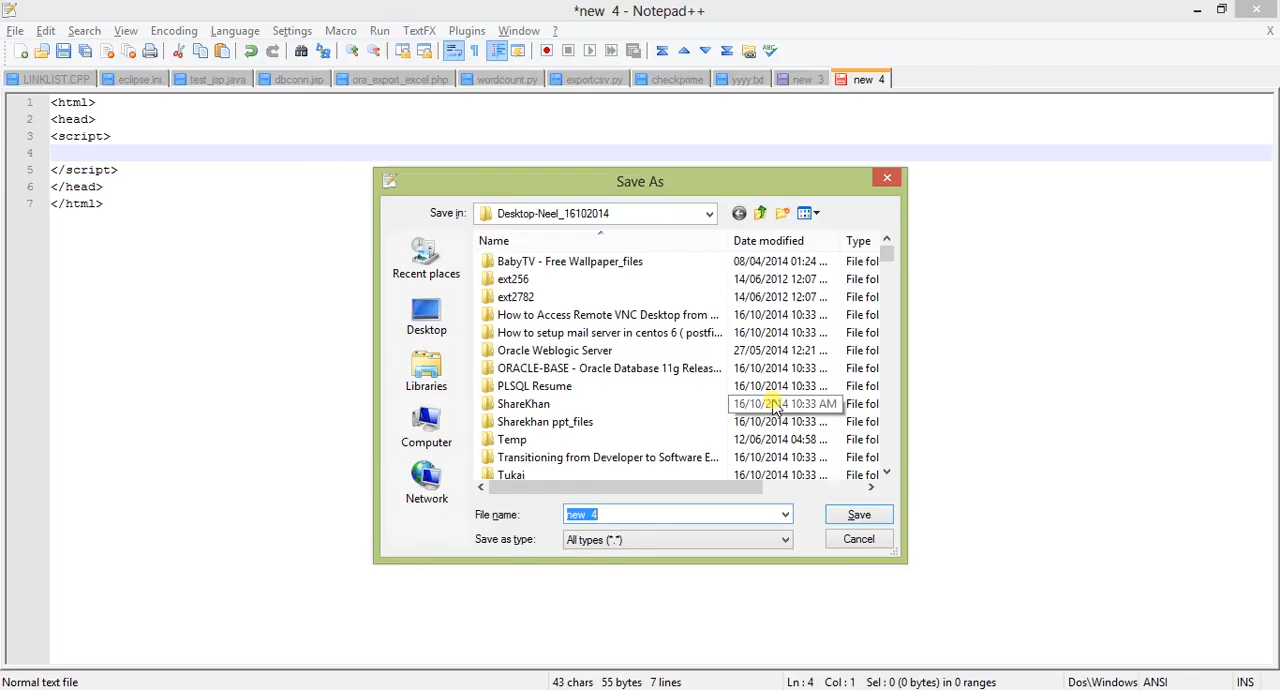 *new 4 - Notepad++
File Edit Search View Encoding Language Settings Macro Run TextFX Plugins Window ?
X
LINKLIST.CPP eclipse.ini test_jsp.java dbconn.jsp ora_export_excel.php wordcount.py exportcsv.py checkprime yyyy.txt new 3 new 4
1 <html>
2 <head>
3 <script>
4
5 </script>
6 </head>
7 </html>
Save As
Save in: Desktop-Neel_16102014
Name Date modified Type
BabyTV - Free Wallpaper_files 08/04/2014 01:24 ... File fol
ext256 14/06/2012 12:07 ... File fol
ext2782 14/06/2012 12:07 ... File fol
How to Access Remote VNC Desktop from ... 16/10/2014 10:33 ... File fol
How to setup mail server in centos 6 ( postfi... 16/10/2014 10:33 ... File fol
Oracle Weblogic Server 27/05/2014 12:21 ... File fol
ORACLE-BASE - Oracle Database 11g Releas... 16/10/2014 10:33 ... File fol
PLSQL Resume 16/10/2014 10:33 ... File fol
ShareKhan 16/10/2014 10:33 AM File fol
Sharekhan ppt_files 16/10/2014 10:33 ... File fol
Temp 12/06/2014 04:58 ... File fol
Transitioning from Developer to Software E... 16/10/2014 10:33 ... File fol
Tukai 16/10/2014 10:33 ... File fol
Recent places
Desktop
Libraries
Computer
Network
File name: new 4 Save
Save as type: All types (*.*) Cancel
Normal text file 43 chars 55 bytes 7 lines Ln : 4 Col : 1 Sel : 0 (0 bytes) in 0 ranges Dos\Windows ANSI INS